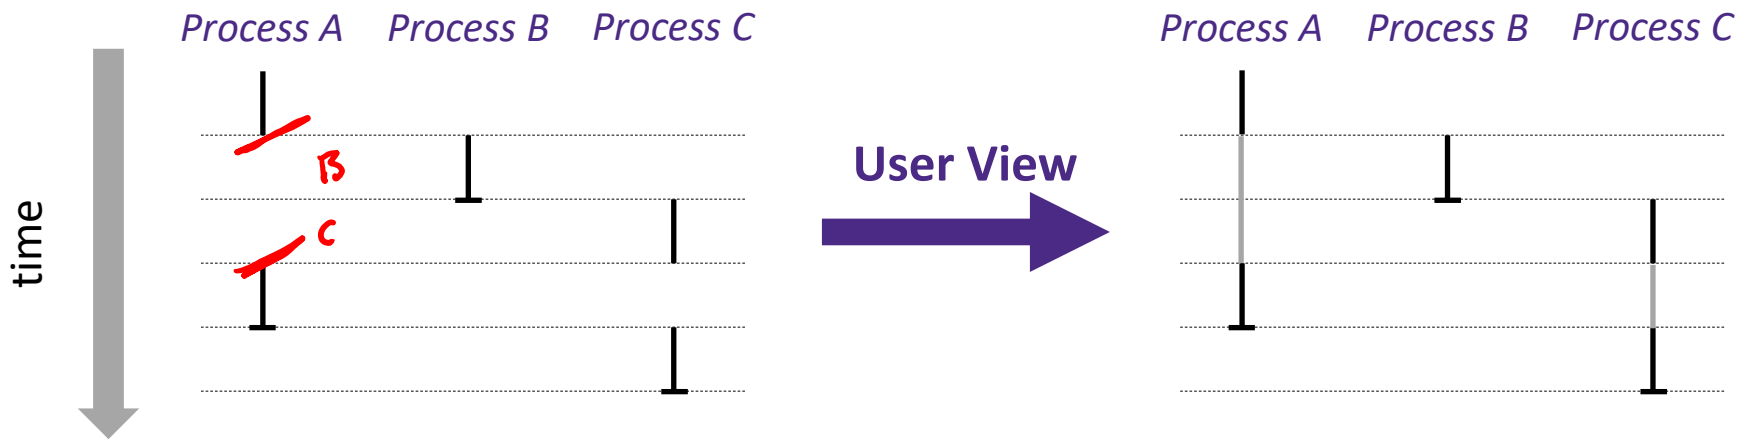 Process A Process B Process C
B
C
time
User View
Process A Process B Process C